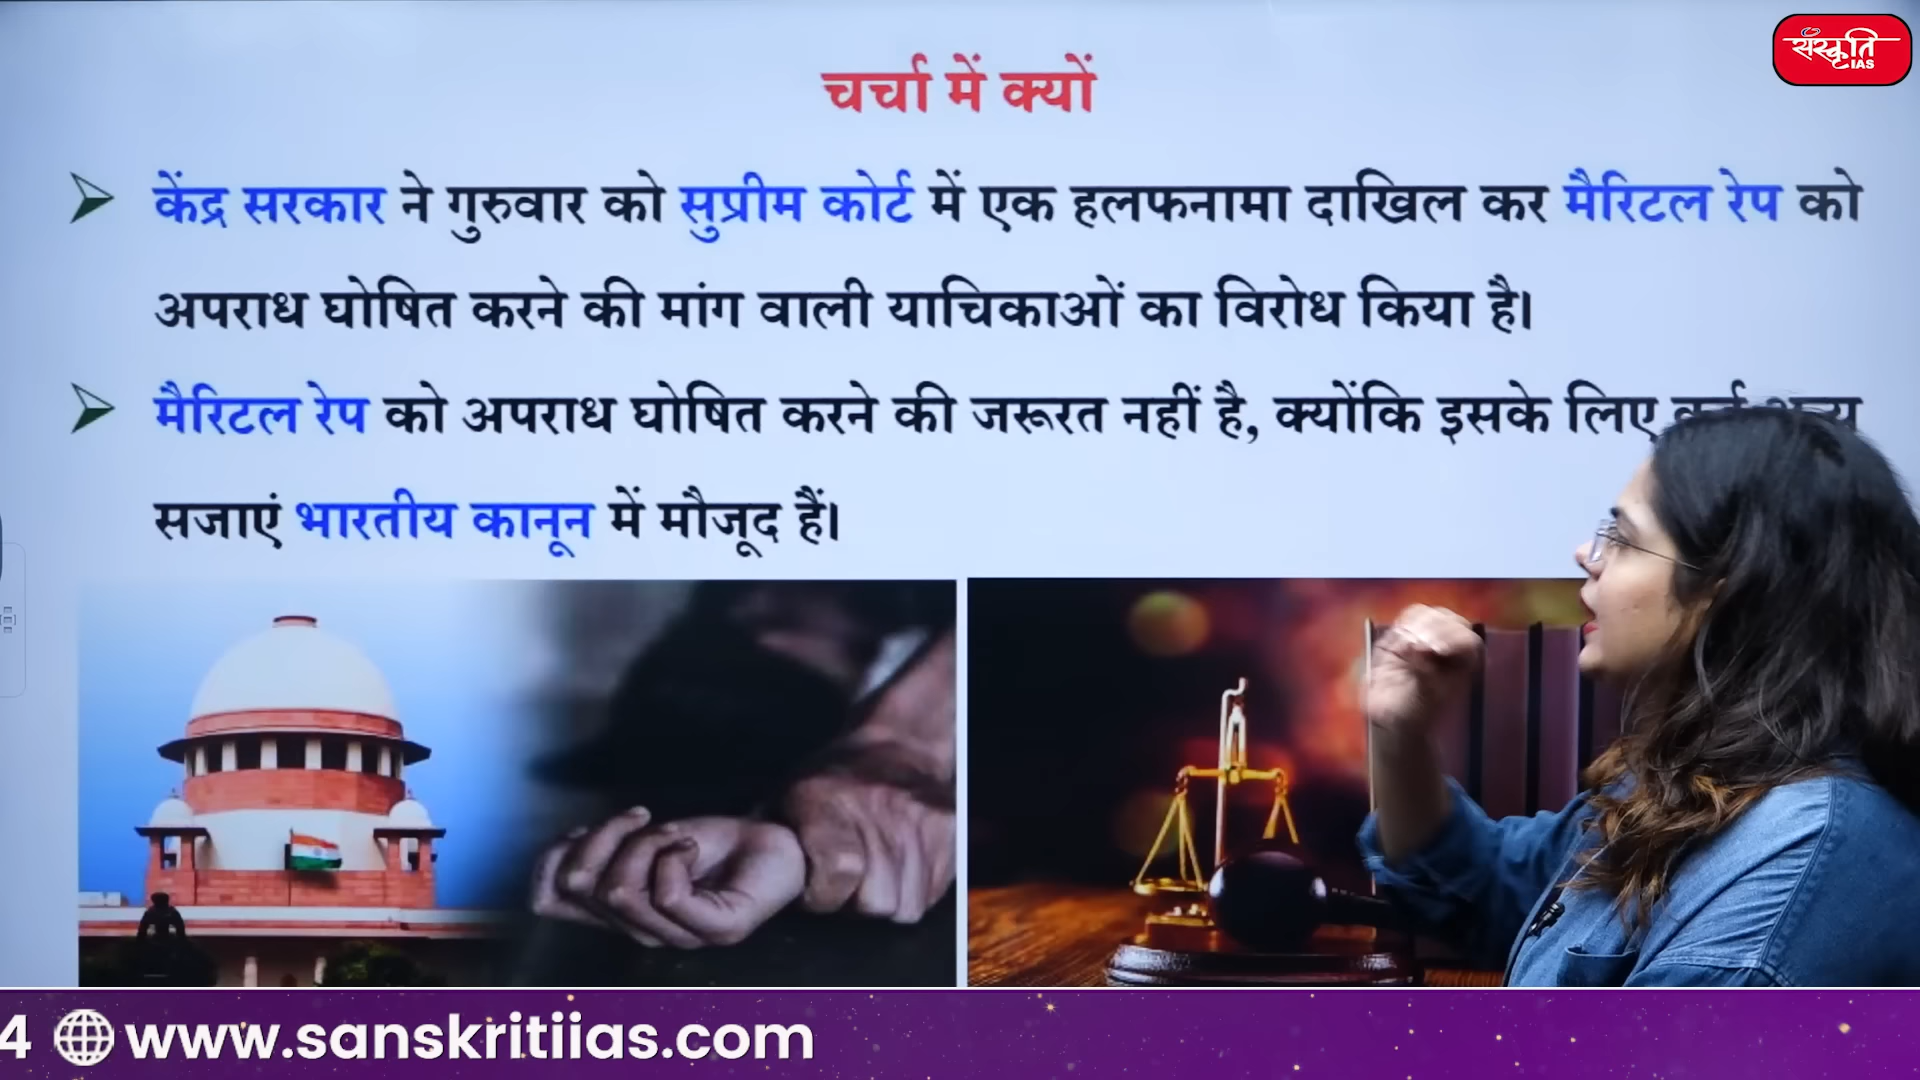 संस्कृति
IAS
चर्चा में क्यों
केंद्र सरकार ने गुरुवार को सुप्रीम कोर्ट में एक हलफनामा दाखिल कर मैरिटल रेप को
अपराध घोषित करने की मांग वाली याचिकाओं का विरोध किया है।
मैरिटल रेप को अपराध घोषित करने की जरूरत नहीं है, क्योंकि इसके लिए
सजाएं भारतीय कानून में मौजूद हैं।
4 www.sanskritiias.com